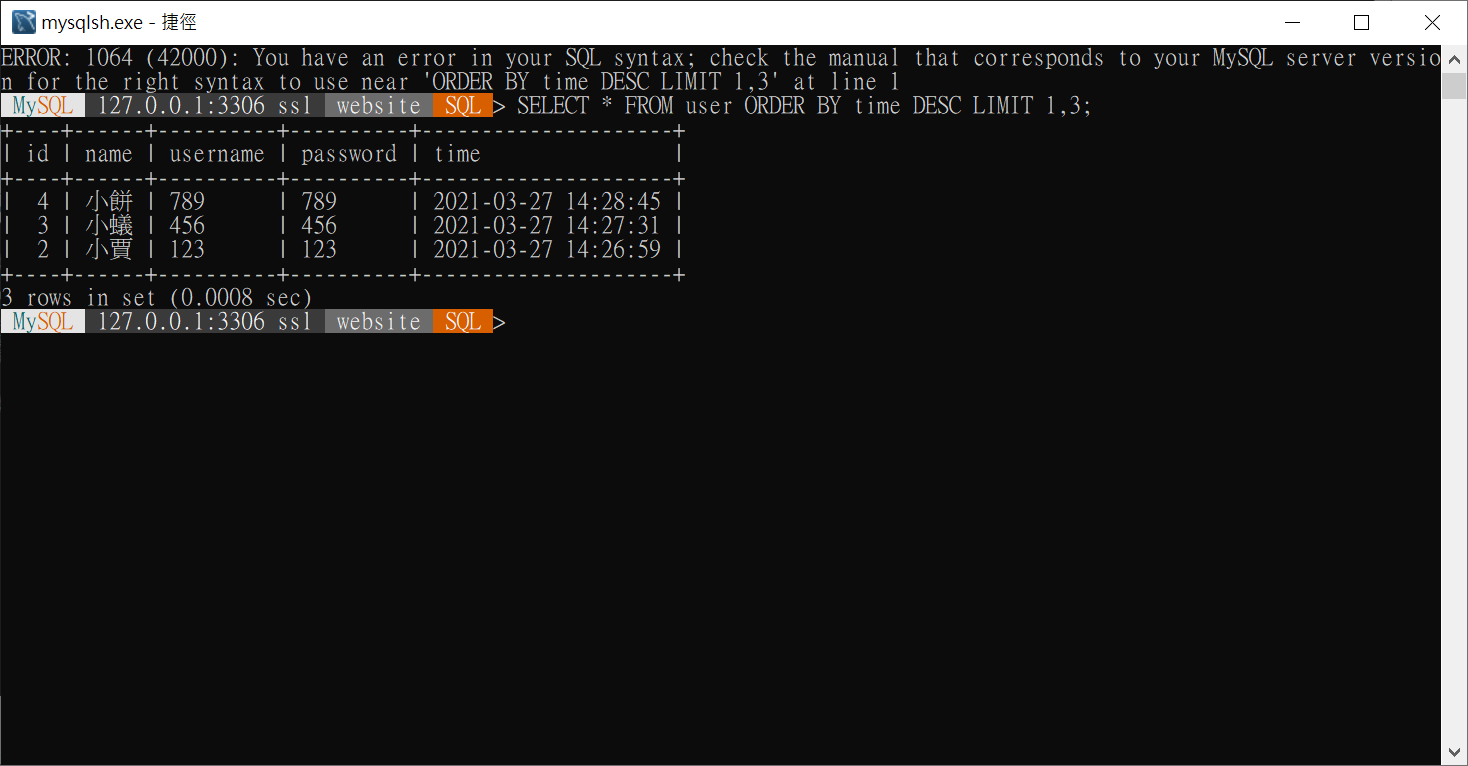 mysqlsh.exe - 捷徑
ERROR: 1064 (42000): You have an error in your SQL syntax; check the manual that corresponds to your MySQL server versio
n for the right syntax to use near 'ORDER BY time DESC LIMIT 1,3' at line 1
MySQL 127.0.0.1:3306 ssl website SQL > SELECT * FROM user ORDER BY time DESC LIMIT 1,3;
+----+------+----------+----------+---------------------+
| id | name | username | password | time                |
+----+------+----------+----------+---------------------+
|  4 | 小餅 | 789      | 789      | 2021-03-27 14:28:45 |
|  3 | 小蟻 | 456      | 456      | 2021-03-27 14:27:31 |
|  2 | 小賈 | 123      | 123      | 2021-03-27 14:26:59 |
+----+------+----------+----------+---------------------+
3 rows in set (0.0008 sec)
MySQL 127.0.0.1:3306 ssl website SQL >